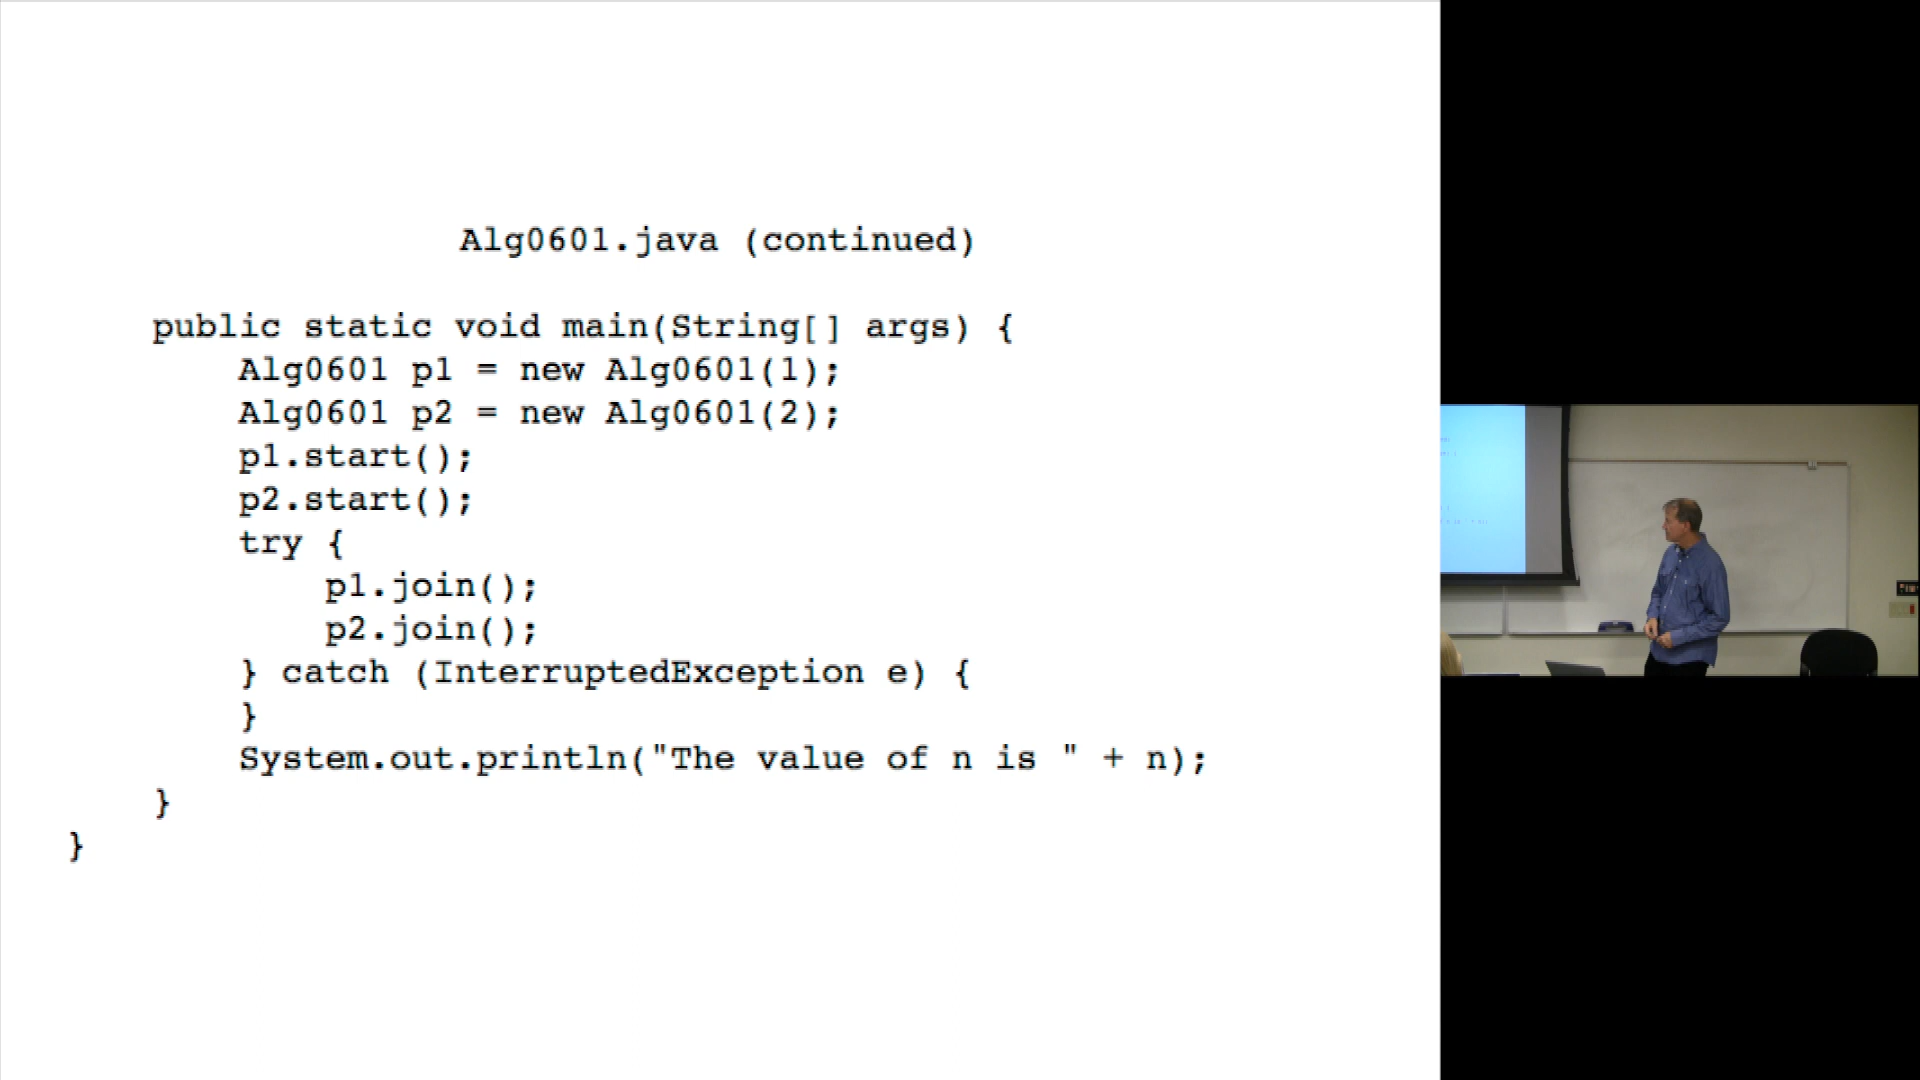 Alg0601.java (continued)
public static void main(String[] args) {
Alg0601 p1 = new Alg0601(1);
Alg0601 p2 = new Alg0601(2);
p1.start();
p2.start();
try {
p1.join();
p2.join();
} catch (InterruptedException e) {
}
System.out.println("The value of n is " + n);
}
}